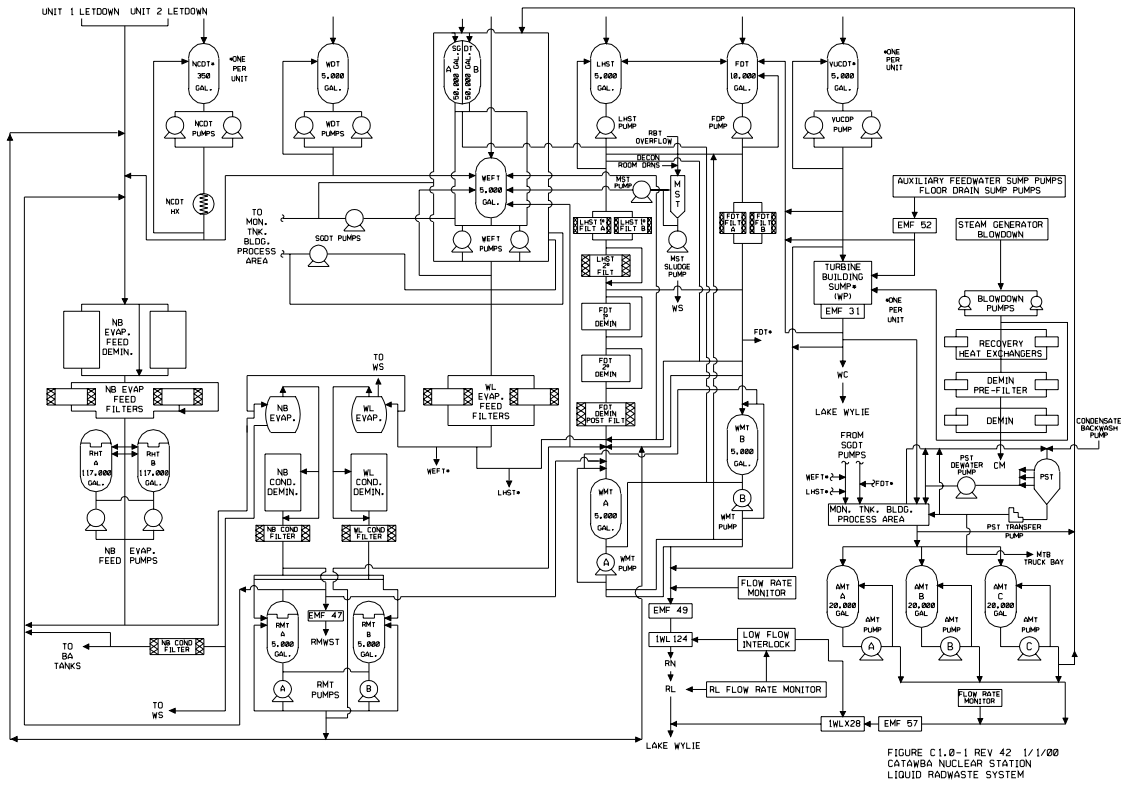 UNIT 1 LETDOWN UNIT 2 LETDOWN
NCDT*
350
GAL.
*ONE
PER
UNIT
NCDT
PUMPS
NCDT
HX
WDT
5.000
GAL.
WDT
PUMPS
SG DT
A B
50.000 GAL.
50.000 GAL.
WEFT
5.000
GAL.
WEFT
PUMPS
TO
MON.
TNK.
BLDG.
PROCESS
AREA
SGDT PUMPS
LHST
5.000
GAL.
LHST
PUMP
FDT
10.000
GAL.
FDP
PUMP
RBT
OVERFLOW
DECON
ROOM DRNS
MST
PUMP
MST
MST
SLUDGE
PUMP
WS
VUCDT*
5.000
GAL.
*ONE
PER
UNIT
VUCDP
PUMP
LHST 1º
FILT A
LHST 1º
FILT B
LHST
2º
FILT
FDT
1º
DEMIN
FDT
2º
DEMIN
FDT
DEMIN
POST FILT
FDT
FILT
A
FDT
FILT
B
FDT*
AUXILIARY FEEDWATER SUMP PUMPS
FLOOR DRAIN SUMP PUMPS
EMF 52
STEAM GENERATOR
BLOWDOWN
TURBINE
BUILDING
SUMP*
(WP)
EMF 31
*ONE
PER
UNIT
BLOWDOWN
PUMPS
RECOVERY
HEAT EXCHANGERS
DEMIN
PRE-FILTER
DEMIN
CM
WC
LAKE WYLIE
CONDENSATE
BACKWASH
PUMP
NB
EVAP.
FEED
DEMIN.
NB EVAP
FEED
FILTERS
RHT
A
117.000
GAL.
RHT
B
117.000
GAL.
NB EVAP.
FEED PUMPS
NB
EVAP.
WL
EVAP.
TO
WS
NB
COND.
DEMIN.
WL
COND.
DEMIN.
NB COND
FILTER
WL COND
FILTER
WL
EVAP.
FEED
FILTERS
WEFT*
LHST*
WMT
A
5.000
GAL
A
WMT
PUMP
WMT
B
5.000
GAL.
B
WMT
PUMP
FROM
SGDT
PUMPS
WEFT*
LHST*
FDT*
PST
DEWATER
PUMP
PST
MON. TNK. BLDG.
PROCESS AREA
PST TRANSFER
PUMP
MTB
TRUCK BAY
AMT
A
20.000
GAL
AMT
B
20.000
GAL
AMT
C
20.000
GAL
AMT
PUMP
A
AMT
PUMP
B
AMT
PUMP
C
FLOW RATE
MONITOR
EMF 49
1WL124
LOW FLOW
INTERLOCK
RN
RL
RL FLOW RATE MONITOR
LAKE WYLIE
FLOW RATE
MONITOR
1WLX28
EMF 57
RMT
A
5.000
GAL.
RMT
B
5.000
GAL.
EMF 47
RMWST
A
RMT
PUMPS
B
TO
BA
TANKS
NB COND
FILTER
TO
WS
FIGURE C1.0-1 REV 42 1/1/00
CATAWBA NUCLEAR STATION
LIQUID RADWASTE SYSTEM